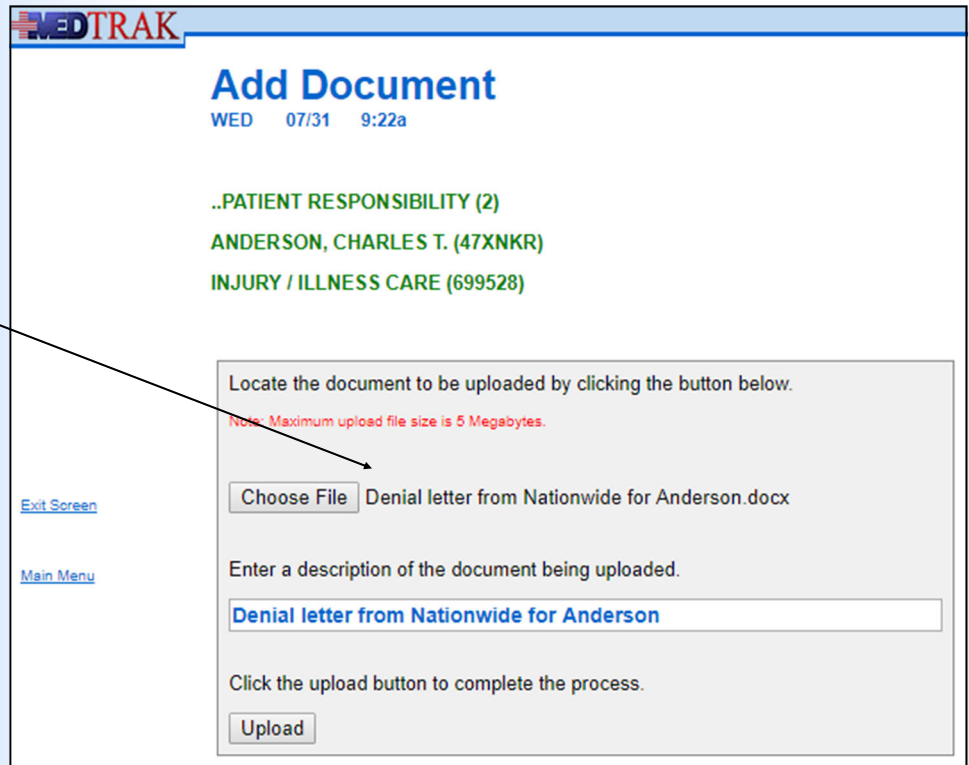 MEDTRAK
Add Document
WED 07/31 9:22a
..PATIENT RESPONSIBILITY (2)
ANDERSON, CHARLES T. (47XNKR)
INJURY / ILLNESS CARE (699528)
Locate the document to be uploaded by clicking the button below.
Note: Maximum upload file size is 5 Megabytes.
Choose File Denial letter from Nationwide for Anderson.docx
Exit Screen
Enter a description of the document being uploaded.
Main Menu
Denial letter from Nationwide for Anderson
Click the upload button to complete the process.
Upload